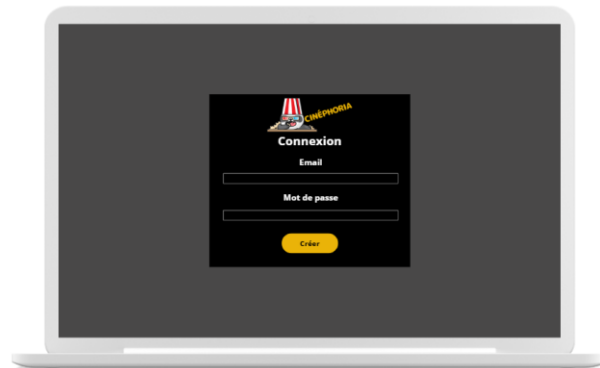 CINÉPHORIA
Connexion
Email
Mot de passe
Créer